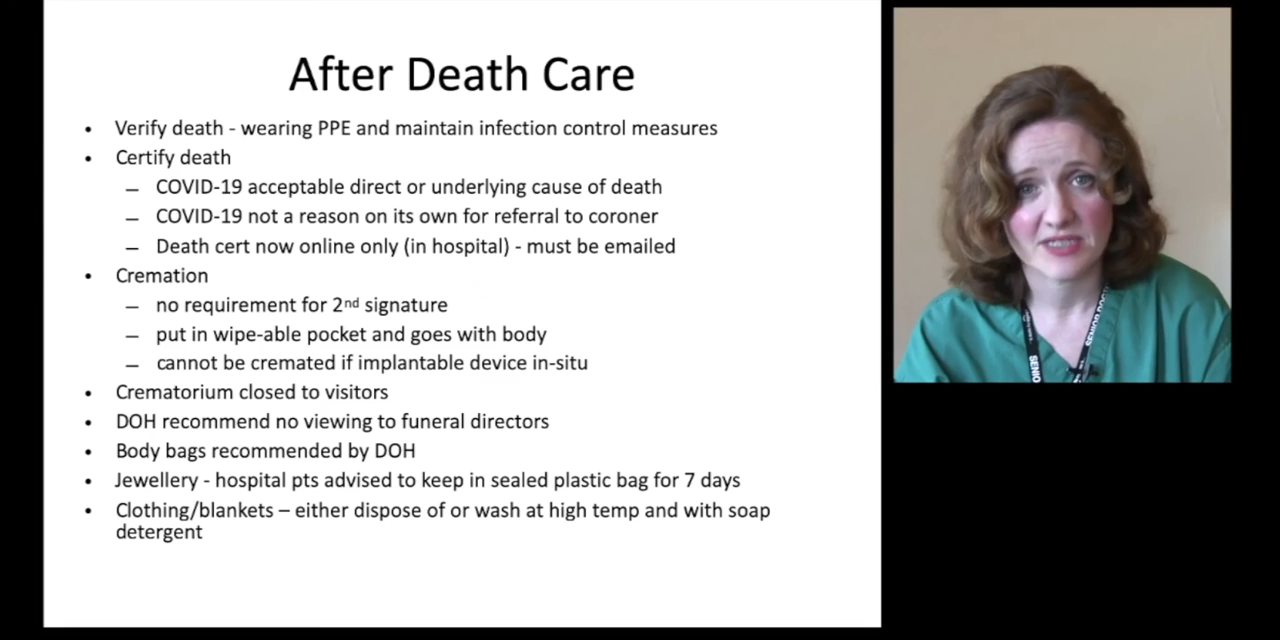 After Death Care
• Verify death - wearing PPE and maintain infection control measures
• Certify death
– COVID-19 acceptable direct or underlying cause of death
– COVID-19 not a reason on its own for referral to coroner
– Death cert now online only (in hospital) - must be emailed
• Cremation
– no requirement for 2nd signature
– put in wipe-able pocket and goes with body
– cannot be cremated if implantable device in-situ
• Crematorium closed to visitors
• DOH recommend no viewing to funeral directors
• Body bags recommended by DOH
• Jewellery - hospital pts advised to keep in sealed plastic bag for 7 days
• Clothing/blankets – either dispose of or wash at high temp and with soap
detergent
SENIOR